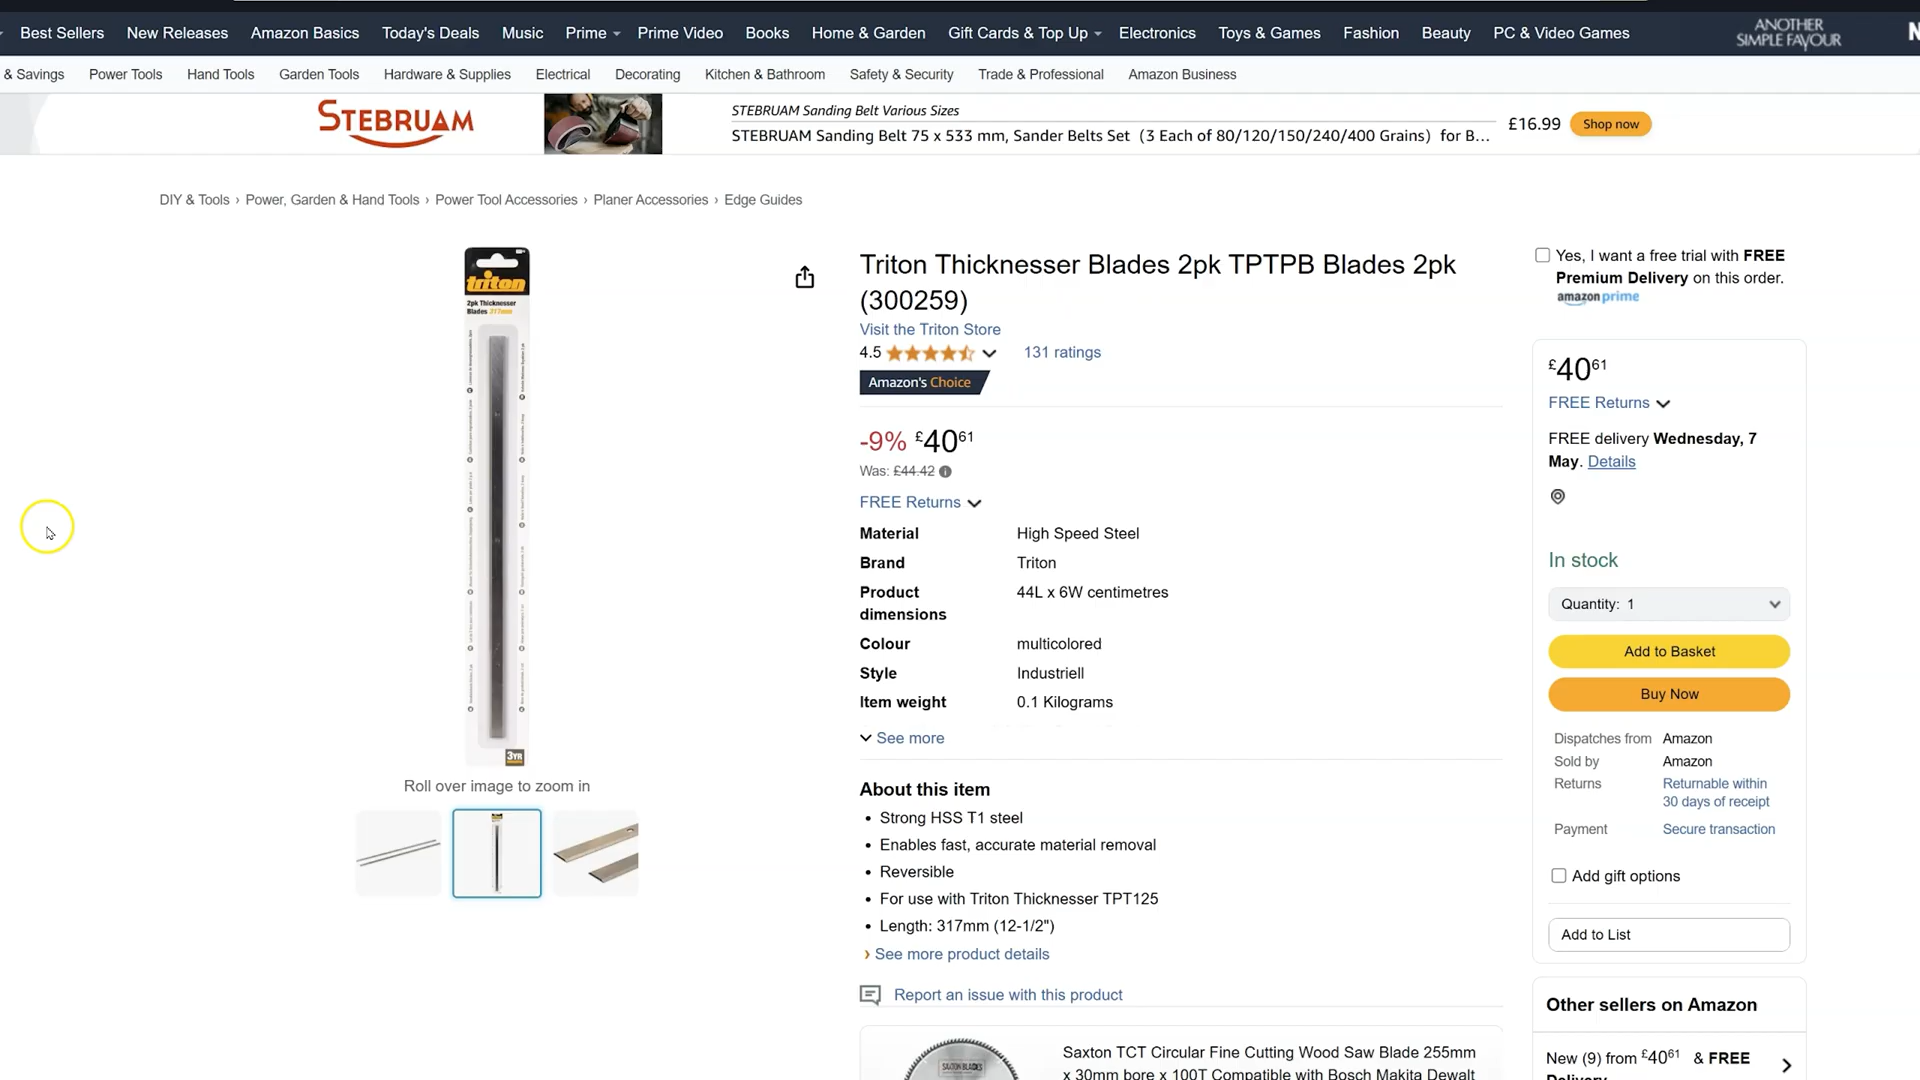 Best Sellers New Releases Amazon Basics Today's Deals Music Prime Prime Video Books Home & Garden Gift Cards & Top Up Electronics Toys & Games Fashion Beauty PC & Video Games ANOTHER
SIMPLE FAVOUR
& Savings Power Tools Hand Tools Garden Tools Hardware & Supplies Electrical Decorating Kitchen & Bathroom Safety & Security Trade & Professional Amazon Business
STEBRUAM
STEBRUAM Sanding Belt Various Sizes
STEBRUAM Sanding Belt 75 x 533 mm, Sander Belts Set (3 Each of 80/120/150/240/400 Grains) for B...
£16.99 Shop now
DIY & Tools › Power, Garden & Hand Tools › Power Tool Accessories › Planer Accessories › Edge Guides
triton
2pk Thicknesser
Blades 317mm
3YR
Roll over image to zoom in
Triton Thicknesser Blades 2pk TPTPB Blades 2pk
(300259)
Visit the Triton Store
4.5 131 ratings
Amazon's Choice
-9% £4061
Was: £44.42
FREE Returns
Material High Speed Steel
Brand Triton
Product 44L x 6W centimetres
dimensions
Colour multicolored
Style Industriell
Item weight 0.1 Kilograms
See more
About this item
• Strong HSS T1 steel
• Enables fast, accurate material removal
• Reversible
• For use with Triton Thicknesser TPT125
• Length: 317mm (12-1/2")
› See more product details
Report an issue with this product
SAXTON BLADES
Saxton TCT Circular Fine Cutting Wood Saw Blade 255mm
x 30mm bore x 100T Compatible with Bosch Makita Dewalt
Yes, I want a free trial with FREE
Premium Delivery on this order.
amazon prime
£4061
FREE Returns
FREE delivery Wednesday, 7
May. Details
In stock
Quantity: 1
Add to Basket
Buy Now
Dispatches from Amazon
Sold by Amazon
Returns Returnable within
30 days of receipt
Payment Secure transaction
Add gift options
Add to List
Other sellers on Amazon
New (9) from £4061 & FREE
Delivery